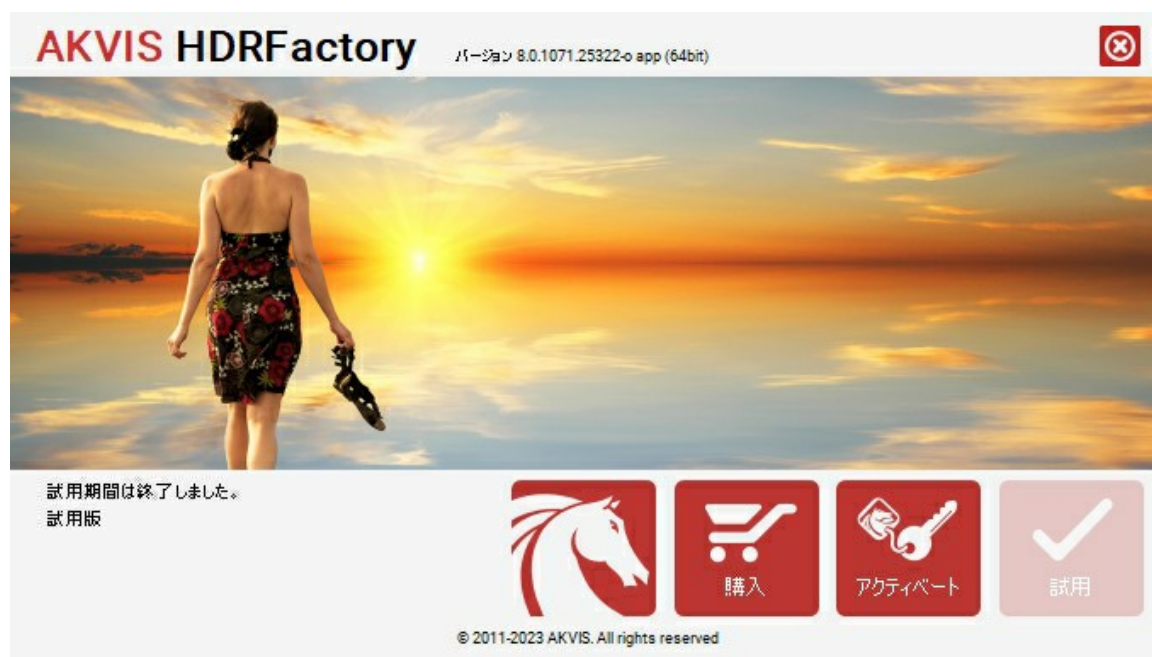 AKVIS HDRFactory バージョン 8.0.1071.25322-o app (64bit)
試用期間は終了しました。
試用版
購入
アクティベート
試用
© 2011-2023 AKVIS. All rights reserved